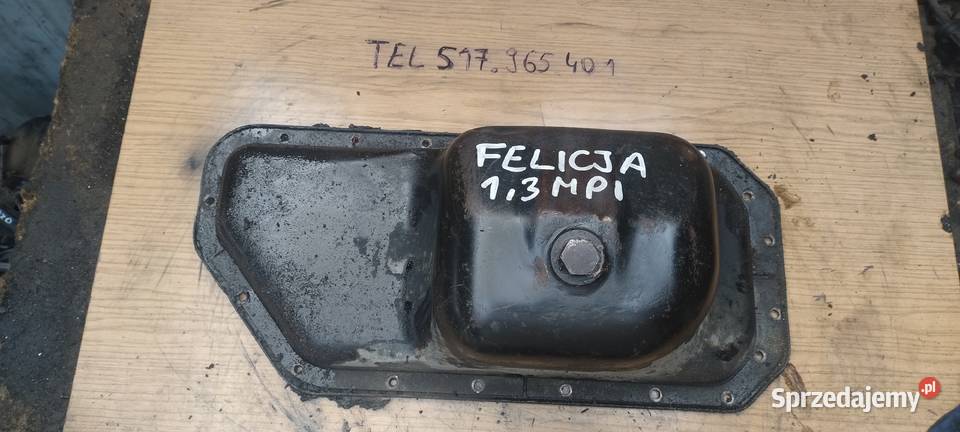 TEL 517.965 401
FELICJA
1,3 MPI
Sprzedajemy.pl